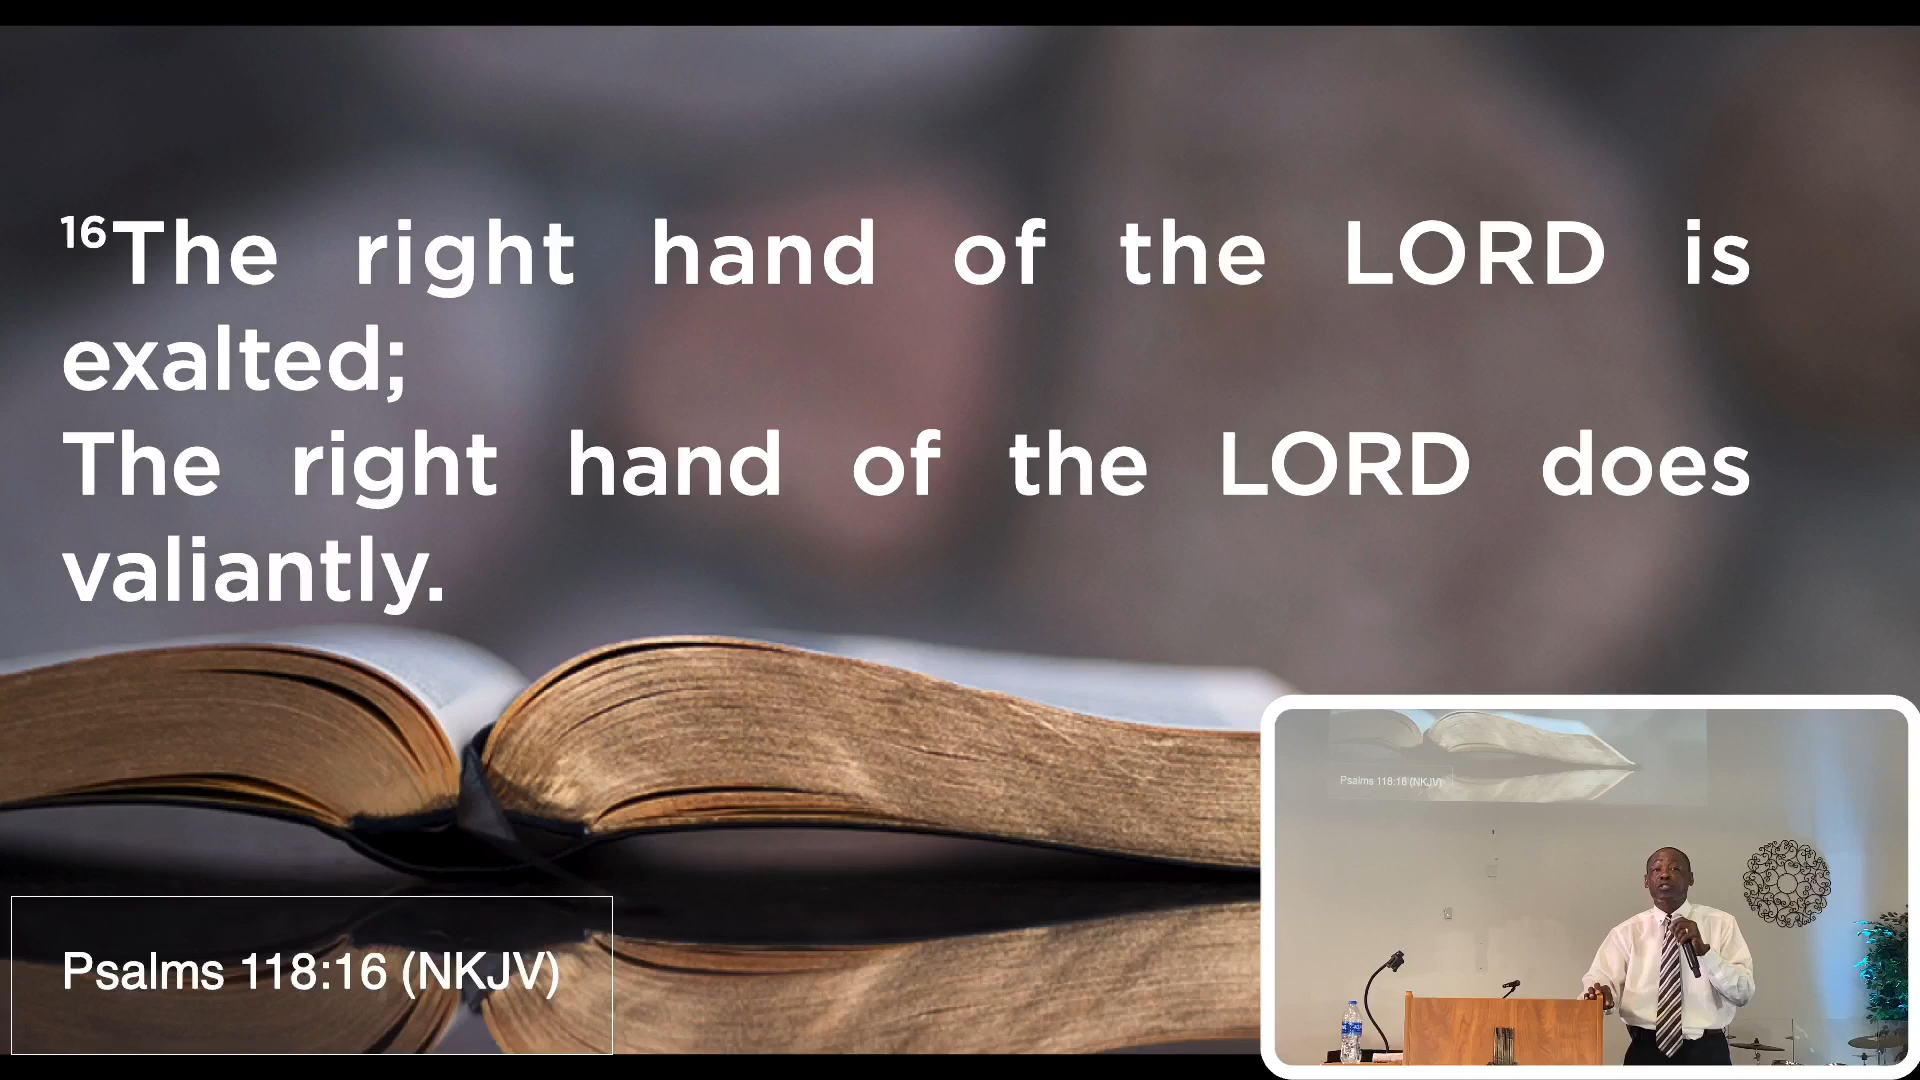 16The right hand of the LORD is
exalted;
The right hand of the LORD does
valiantly.
Psalms 118:16 (NKJV)
Psalms 118:16 (NKJV)